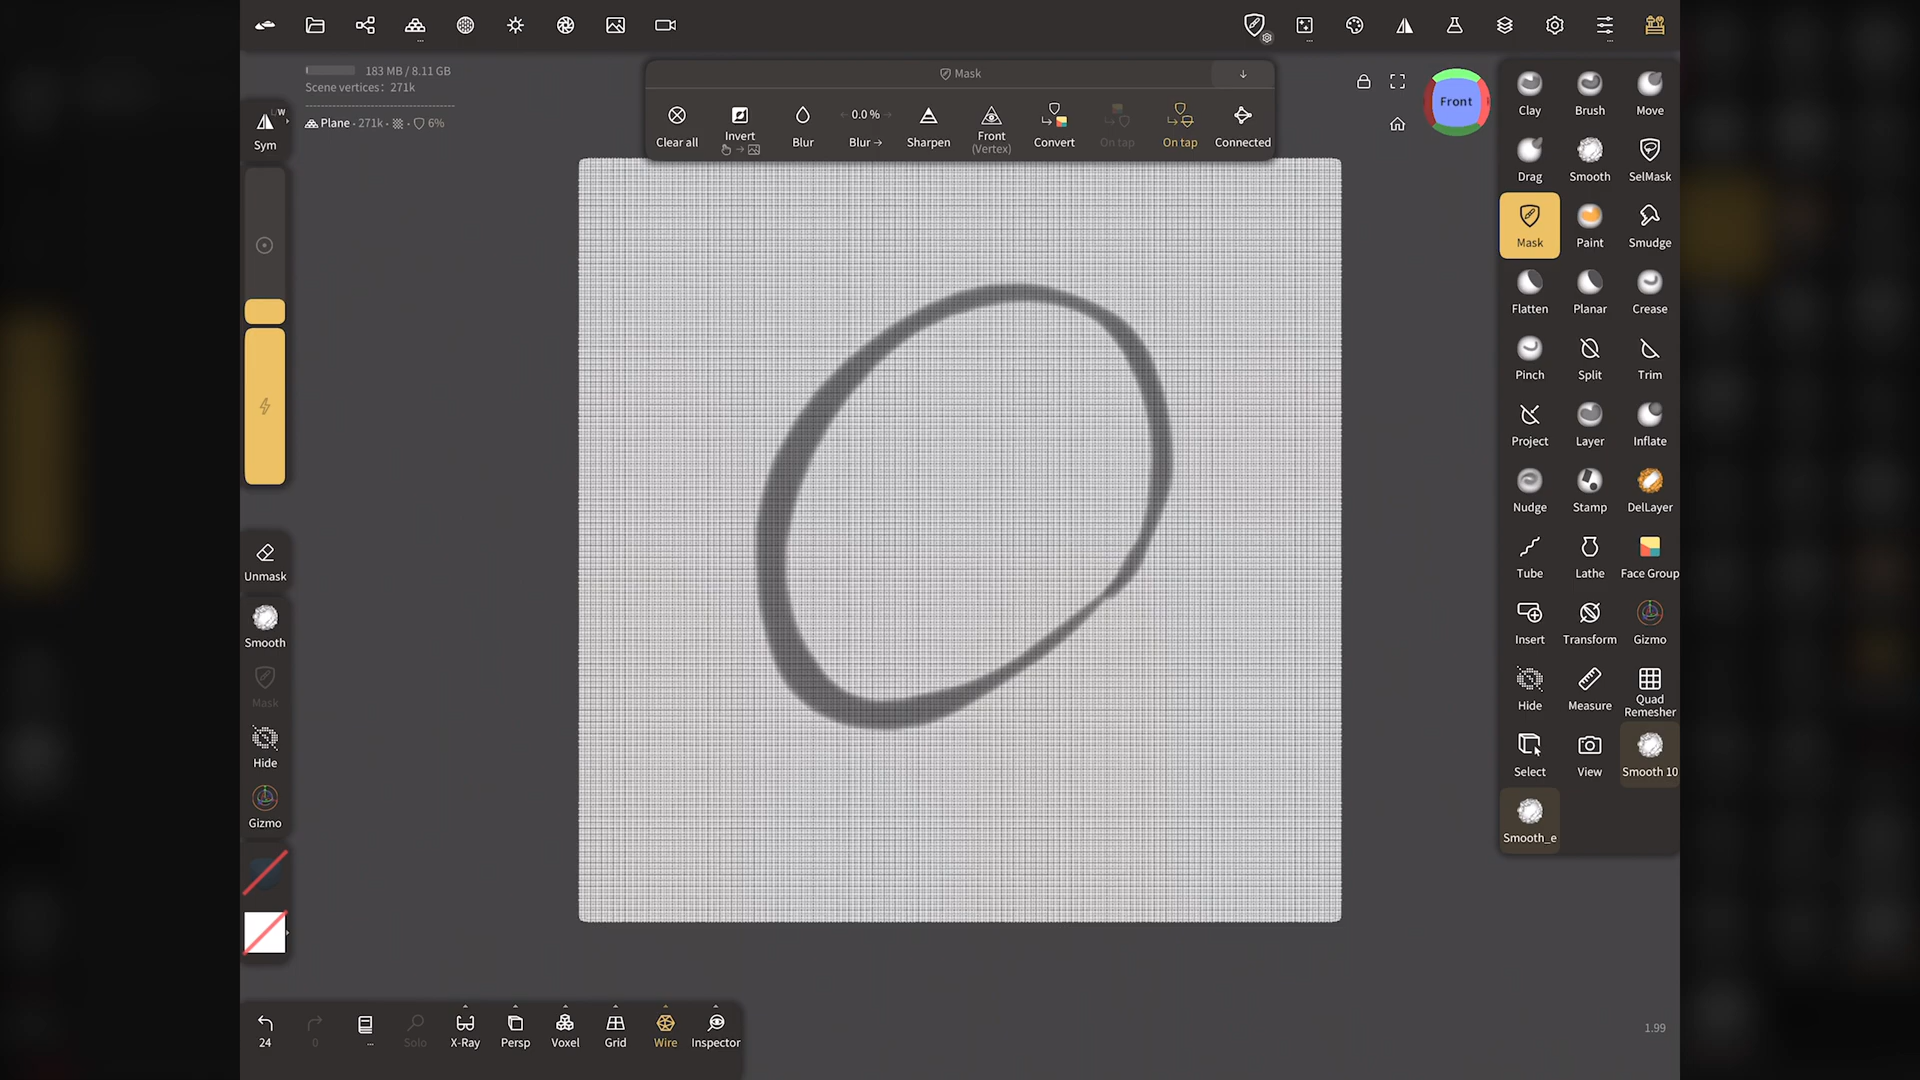 183 MB / 8.11 GB
Scene vertices: 271k
Plane • 271k • 6%
Mask
Clear all
Invert
Blur
0.0 %
Blur →
Sharpen
Front
(Vertex)
Convert
On tap
On tap
Connected
Front
W
Sym
Unmask
Smooth
Mask
Hide
Gizmo
Clay
Brush
Move
Drag
Smooth
SelMask
Mask
Paint
Smudge
Flatten
Planar
Crease
Pinch
Split
Trim
Project
Layer
Inflate
Nudge
Stamp
DelLayer
Tube
Lathe
Face Group
Insert
Transform
Gizmo
Hide
Measure
Quad
Remesher
Select
View
Smooth 10
Smooth_e
24
0
...
Solo
X-Ray
Persp
Voxel
Grid
Wire
Inspector
1.99